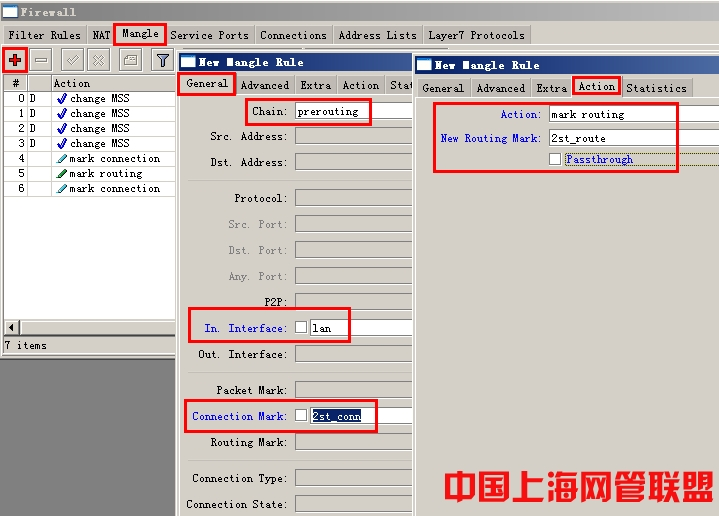 Firewall
Filter Rules NAT Mangle Service Ports Connections Address Lists Layer7 Protocols
# Action
0 D change MSS
1 D change MSS
2 D change MSS
3 D change MSS
4 mark connection
5 mark routing
6 mark connection
7 items
New Mangle Rule
General Advanced Extra Action Stat
Chain: prerouting
Src. Address:
Dst. Address:
Protocol:
Src. Port:
Dst. Port:
Any. Port:
P2P:
In. Interface: lan
Out. Interface:
Packet Mark:
Connection Mark: 2st_conn
Routing Mark:
Connection Type:
Connection State:
New Mangle Rule
General Advanced Extra Action Statistics
Action: mark routing
New Routing Mark: 2st_route
Passthrough
中国上海网管联盟